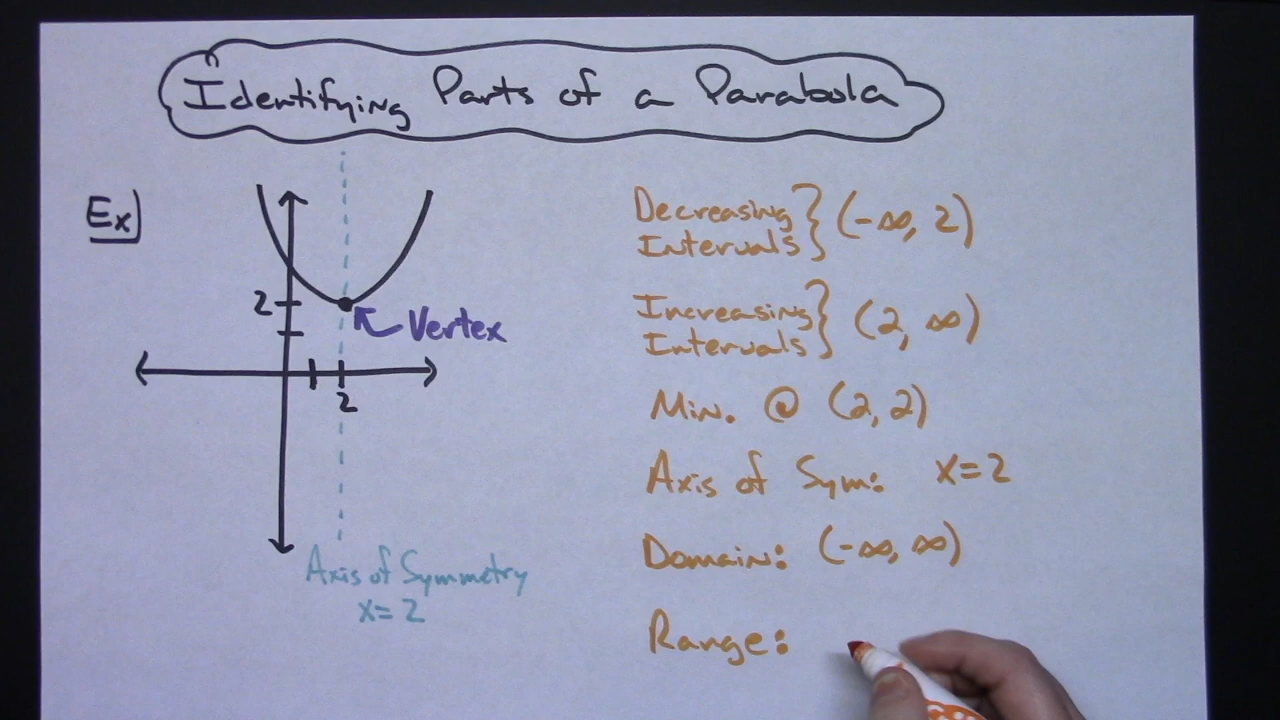 Identifying Parts of a Parabola
Ex)
2
Vertex
2
Axis of Symmetry
x=2
Decreasing
Intervals } (-∞, 2)
Increasing
Intervals } (2, ∞)
Min. @ (2,2)
Axis of Sym: x=2
Domain: (-∞, ∞)
Range: